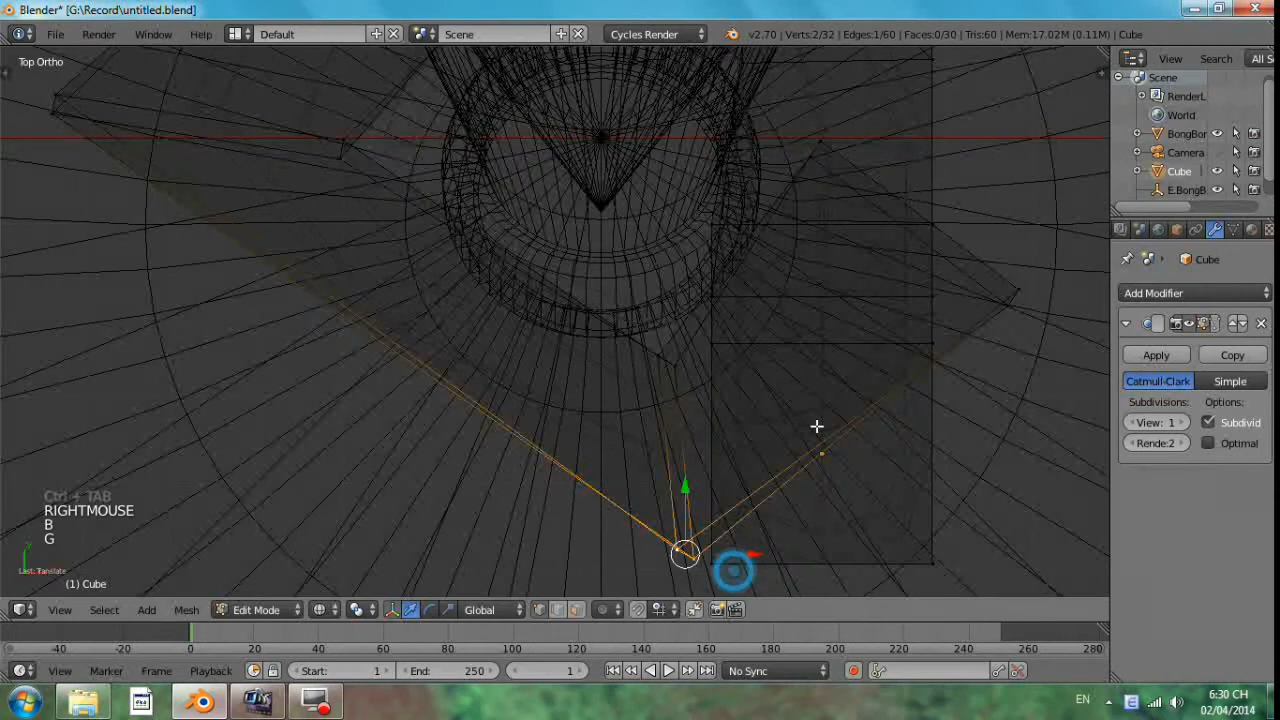 Blender* [G:\Record\untitled.blend]
File Render Window Help Default Scene Cycles Render v2.70 | Verts:2/32 | Edges:1/60 | Faces:0/30 | Tris:60 | Mem:17.02M (0.11M) | Cube
View Search All S
Top Ortho
Scene
RenderL
World
BongBor
Camera
Cube
E.BongB
Cube
Add Modifier
Apply Copy
Catmull-Clark Simple
Subdivisions: Options:
View: 1 Subdivid
Rende:2 Optimal
Ctrl + TAB
RIGHTMOUSE
B
G
Last: Translate
(1) Cube
View Select Add Mesh Edit Mode Global
-40 -20 0 20 40 60 80 100 120 140 160 180 200 220 240 260 280
View Marker Frame Playback Start: 1 End: 250 1 No Sync
EN E 6:30 CH
02/04/2014